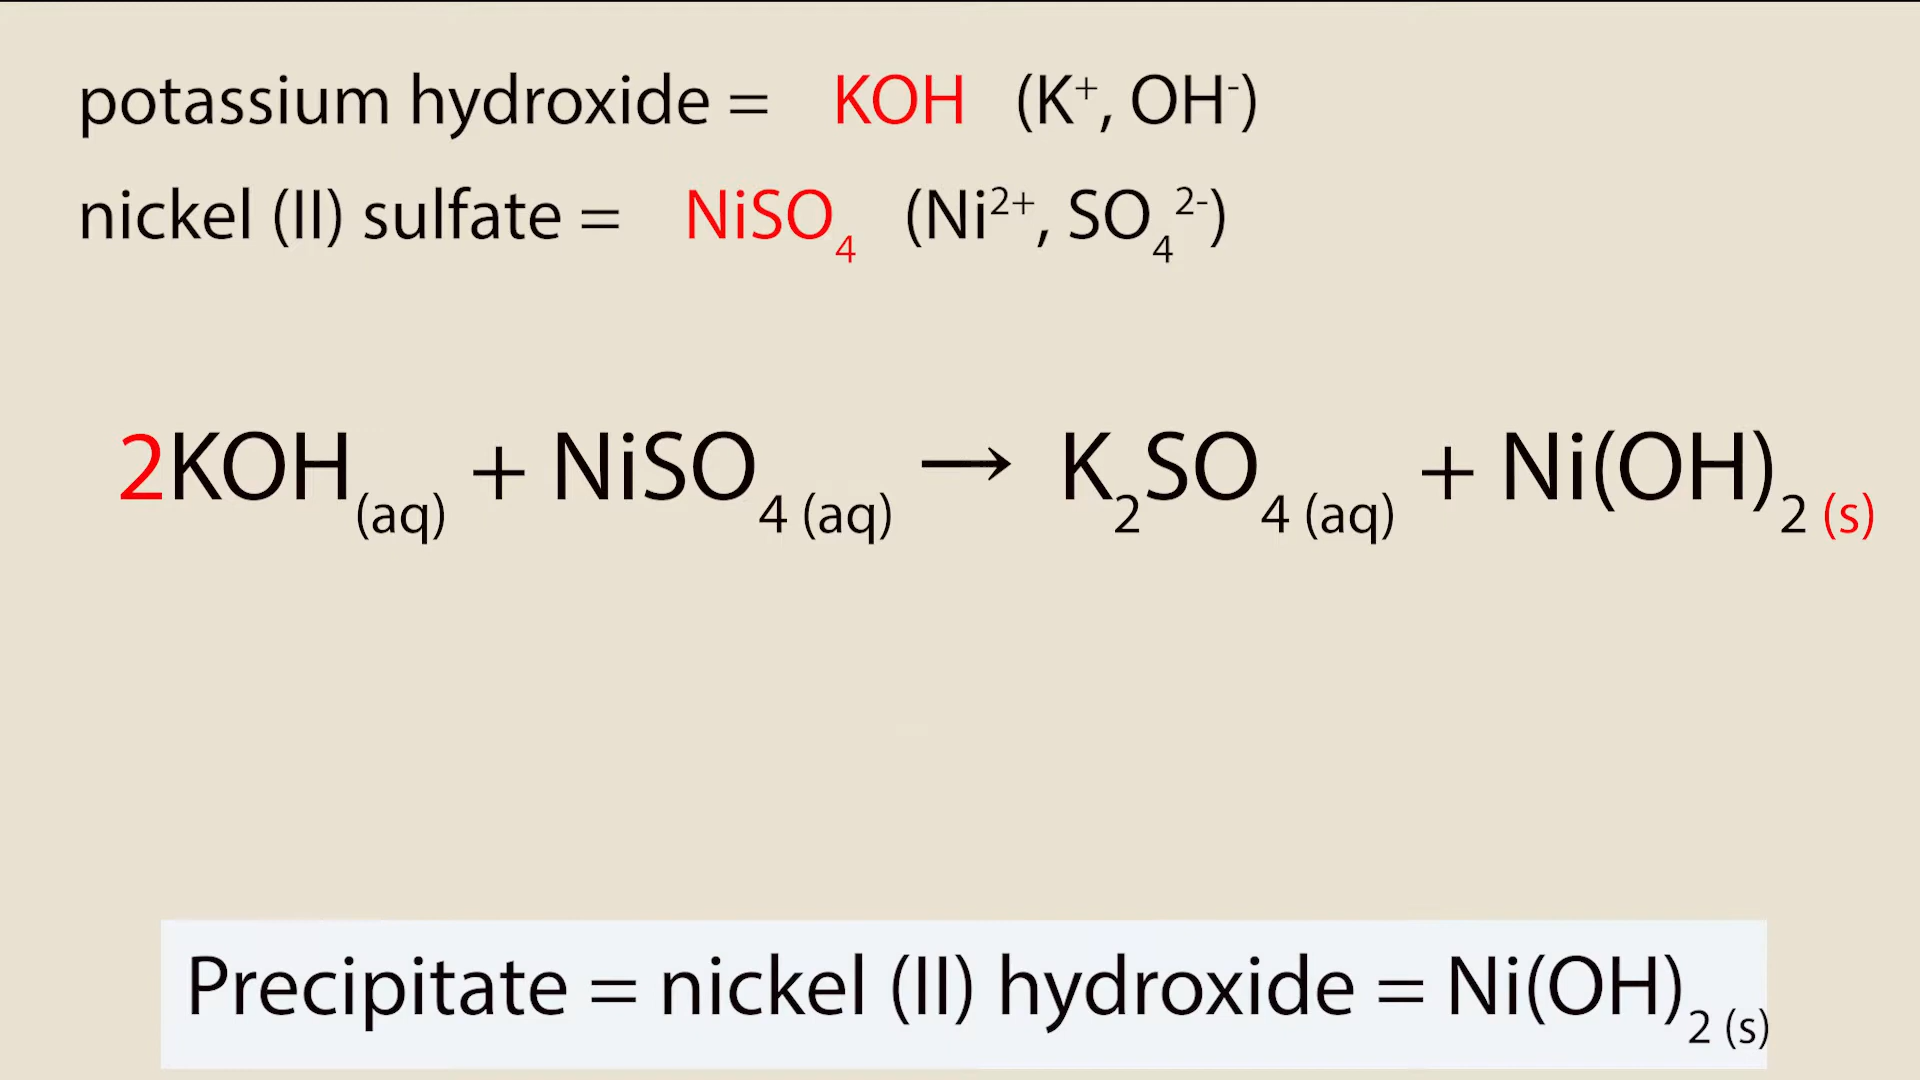 potassium hydroxide = KOH (K⁺, OH⁻)
nickel (II) sulfate = NiSO₄ (Ni²⁺, SO₄²⁻)
2KOH₍aq₎ + NiSO₄ ₍aq₎ → K₂SO₄ ₍aq₎ + Ni(OH)₂ ₍s₎
Precipitate = nickel (II) hydroxide = Ni(OH)₂ ₍s₎